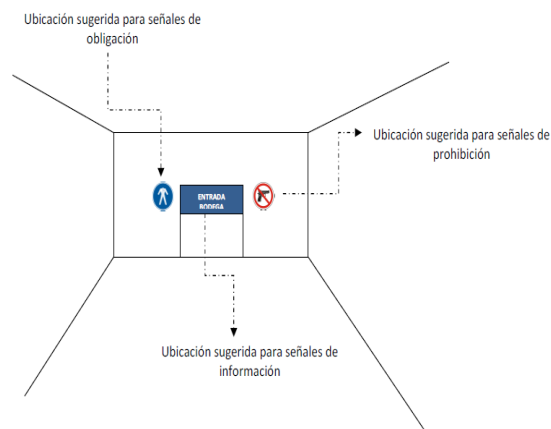 Ubicación sugerida para señales de
obligación
Ubicación sugerida para señales de
prohibición
ENTRADA
BODEGA
Ubicación sugerida para señales de
información